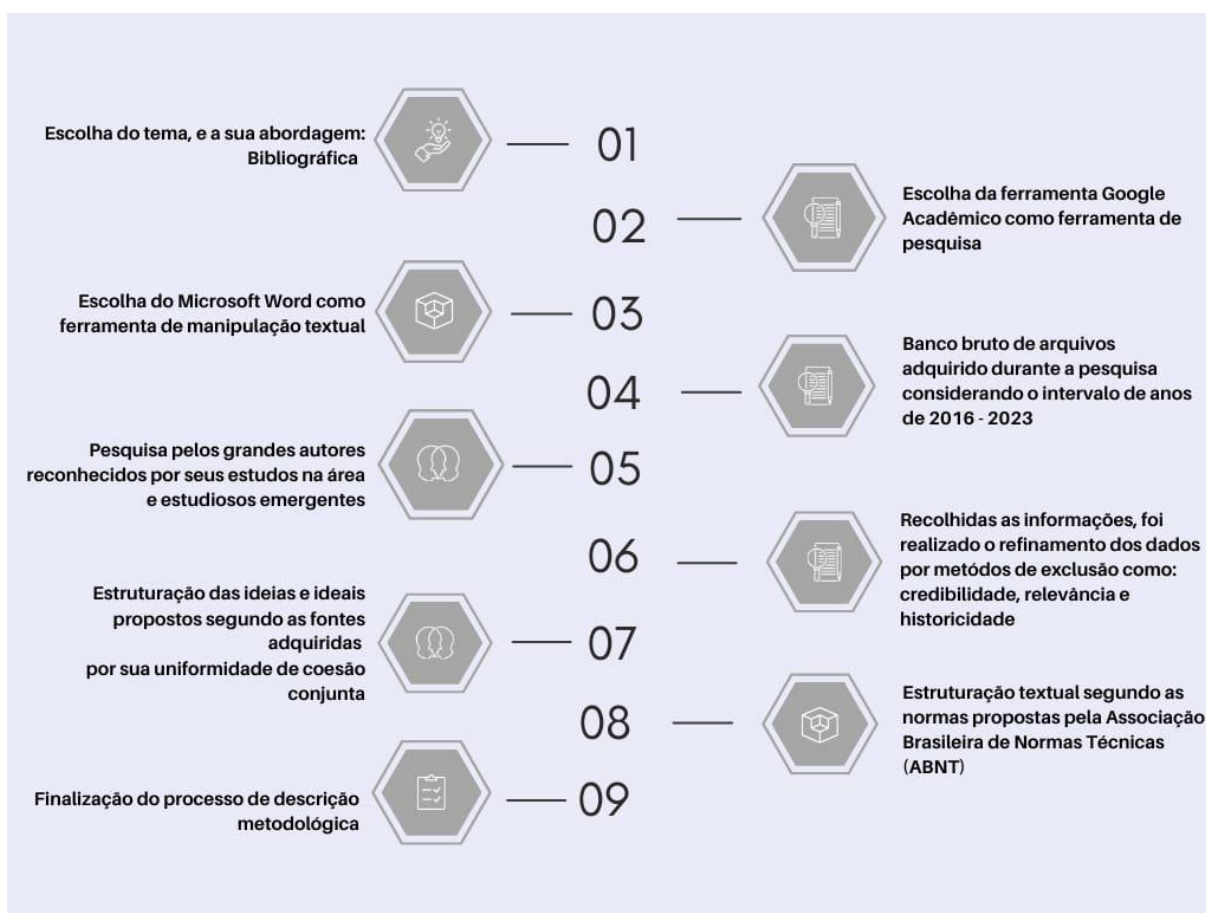 Escolha do tema, e a sua abordagem:
Bibliográfica
01
02
Escolha da ferramenta Google
Acadêmico como ferramenta de
pesquisa
Escolha do Microsoft Word como
ferramenta de manipulação textual
03
04
Banco bruto de arquivos
adquirido durante a pesquisa
considerando o intervalo de anos
de 2016 - 2023
Pesquisa pelos grandes autores
reconhecidos por seus estudos na área
e estudiosos emergentes
05
06
Recolhidas as informações, foi
realizado o refinamento dos dados
por metódos de exclusão como:
credibilidade, relevância e
historicidade
Estruturação das ideias e ideais
propostos segundo as fontes
adquiridas
por sua uniformidade de coesão
conjunta
07
08
Estruturação textual segundo as
normas propostas pela Associação
Brasileira de Normas Técnicas
(ABNT)
Finalização do processo de descrição
metodológica
09